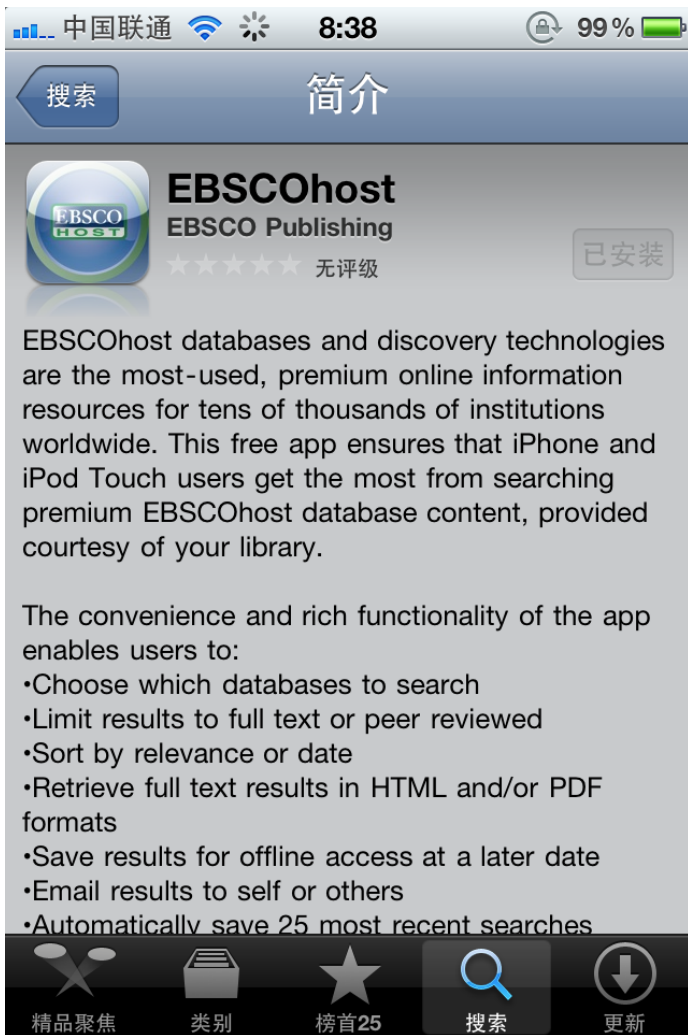 中国联通 8:38 99%
搜索 简介
EBSCO
HOST
EBSCOhost
EBSCO Publishing
无评级
已安装
EBSCOhost databases and discovery technologies
are the most-used, premium online information
resources for tens of thousands of institutions
worldwide. This free app ensures that iPhone and
iPod Touch users get the most from searching
premium EBSCOhost database content, provided
courtesy of your library.
The convenience and rich functionality of the app
enables users to:
•Choose which databases to search
•Limit results to full text or peer reviewed
•Sort by relevance or date
•Retrieve full text results in HTML and/or PDF
formats
•Save results for offline access at a later date
•Email results to self or others
•Automatically save 25 most recent searches
精品聚焦 类别 榜首25 搜索 更新